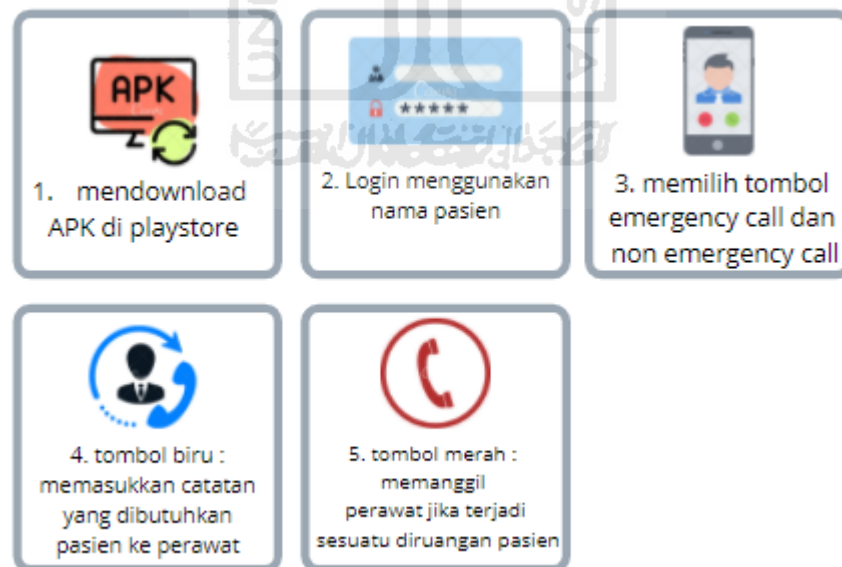 APK
*****
1. mendownload
APK di playstore
2. Login menggunakan
nama pasien
3. memilih tombol
emergency call dan
non emergency call
4. tombol biru :
memasukkan catatan
yang dibutuhkan
pasien ke perawat
5. tombol merah :
memanggil
perawat jika terjadi
sesuatu diruangan pasien